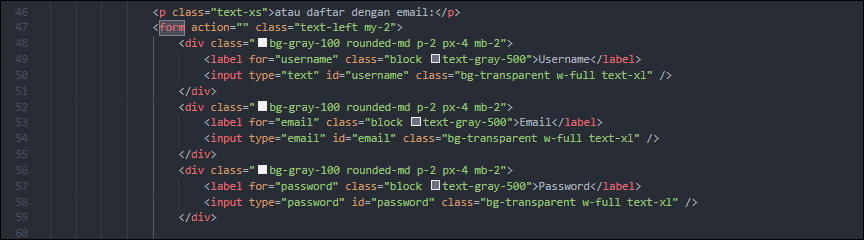 46 <p class="text-xs">atau daftar dengan email:</p>
47 <form action="" class="text-left my-2">
48 <div class="bg-gray-100 rounded-md p-2 px-4 mb-2">
49 <label for="username" class="block text-gray-500">Username</label>
50 <input type="text" id="username" class="bg-transparent w-full text-xl" />
51 </div>
52 <div class="bg-gray-100 rounded-md p-2 px-4 mb-2">
53 <label for="email" class="block text-gray-500">Email</label>
54 <input type="email" id="email" class="bg-transparent w-full text-xl" />
55 </div>
56 <div class="bg-gray-100 rounded-md p-2 px-4 mb-2">
57 <label for="password" class="block text-gray-500">Password</label>
58 <input type="password" id="password" class="bg-transparent w-full text-xl" />
59 </div>
60